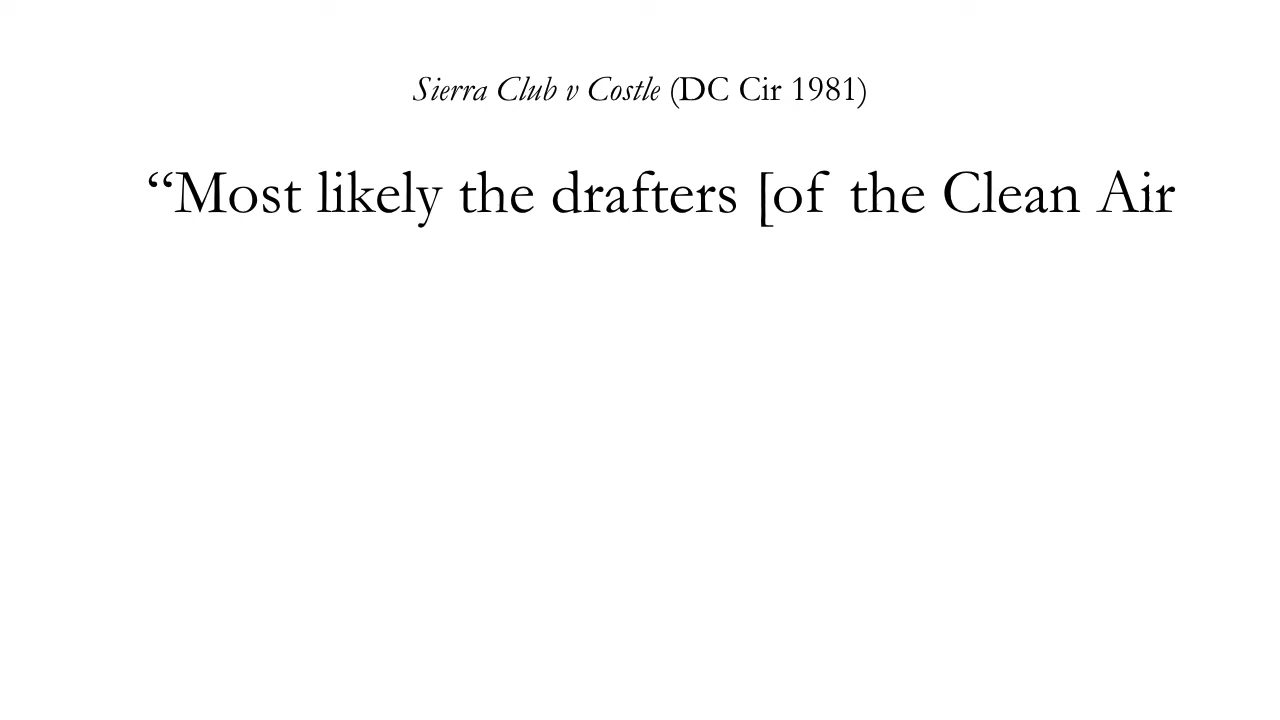 Sierra Club v Costle (DC Cir 1981)
“Most likely the drafters [of the Clean Air